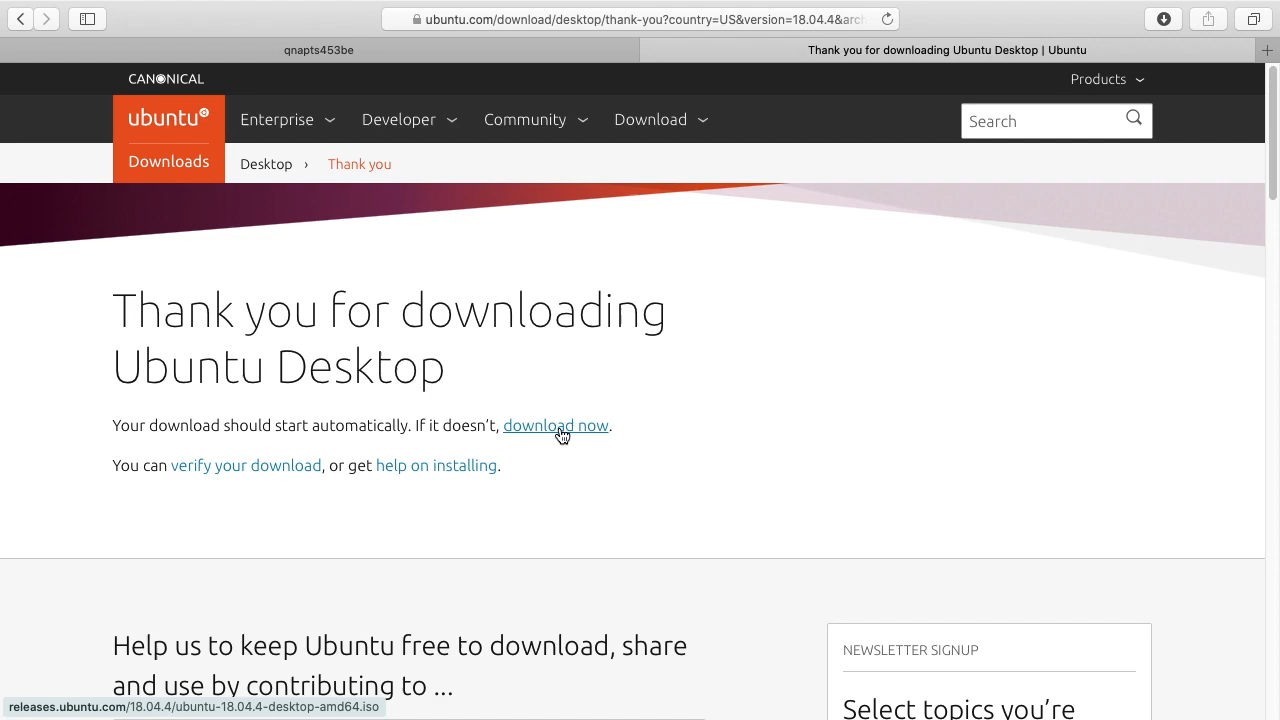 ubuntu.com/download/desktop/thank-you?country=US&version=18.04.4&arch
qnapts453be
Thank you for downloading Ubuntu Desktop | Ubuntu
CANONICAL
Products
ubuntu
Enterprise
Developer
Community
Download
Search
Downloads
Desktop › Thank you
Thank you for downloading
Ubuntu Desktop
Your download should start automatically. If it doesn't, download now.
You can verify your download, or get help on installing.
Help us to keep Ubuntu free to download, share
and use by contributing to ...
NEWSLETTER SIGNUP
Select topics you're
releases.ubuntu.com/18.04.4/ubuntu-18.04.4-desktop-amd64.iso